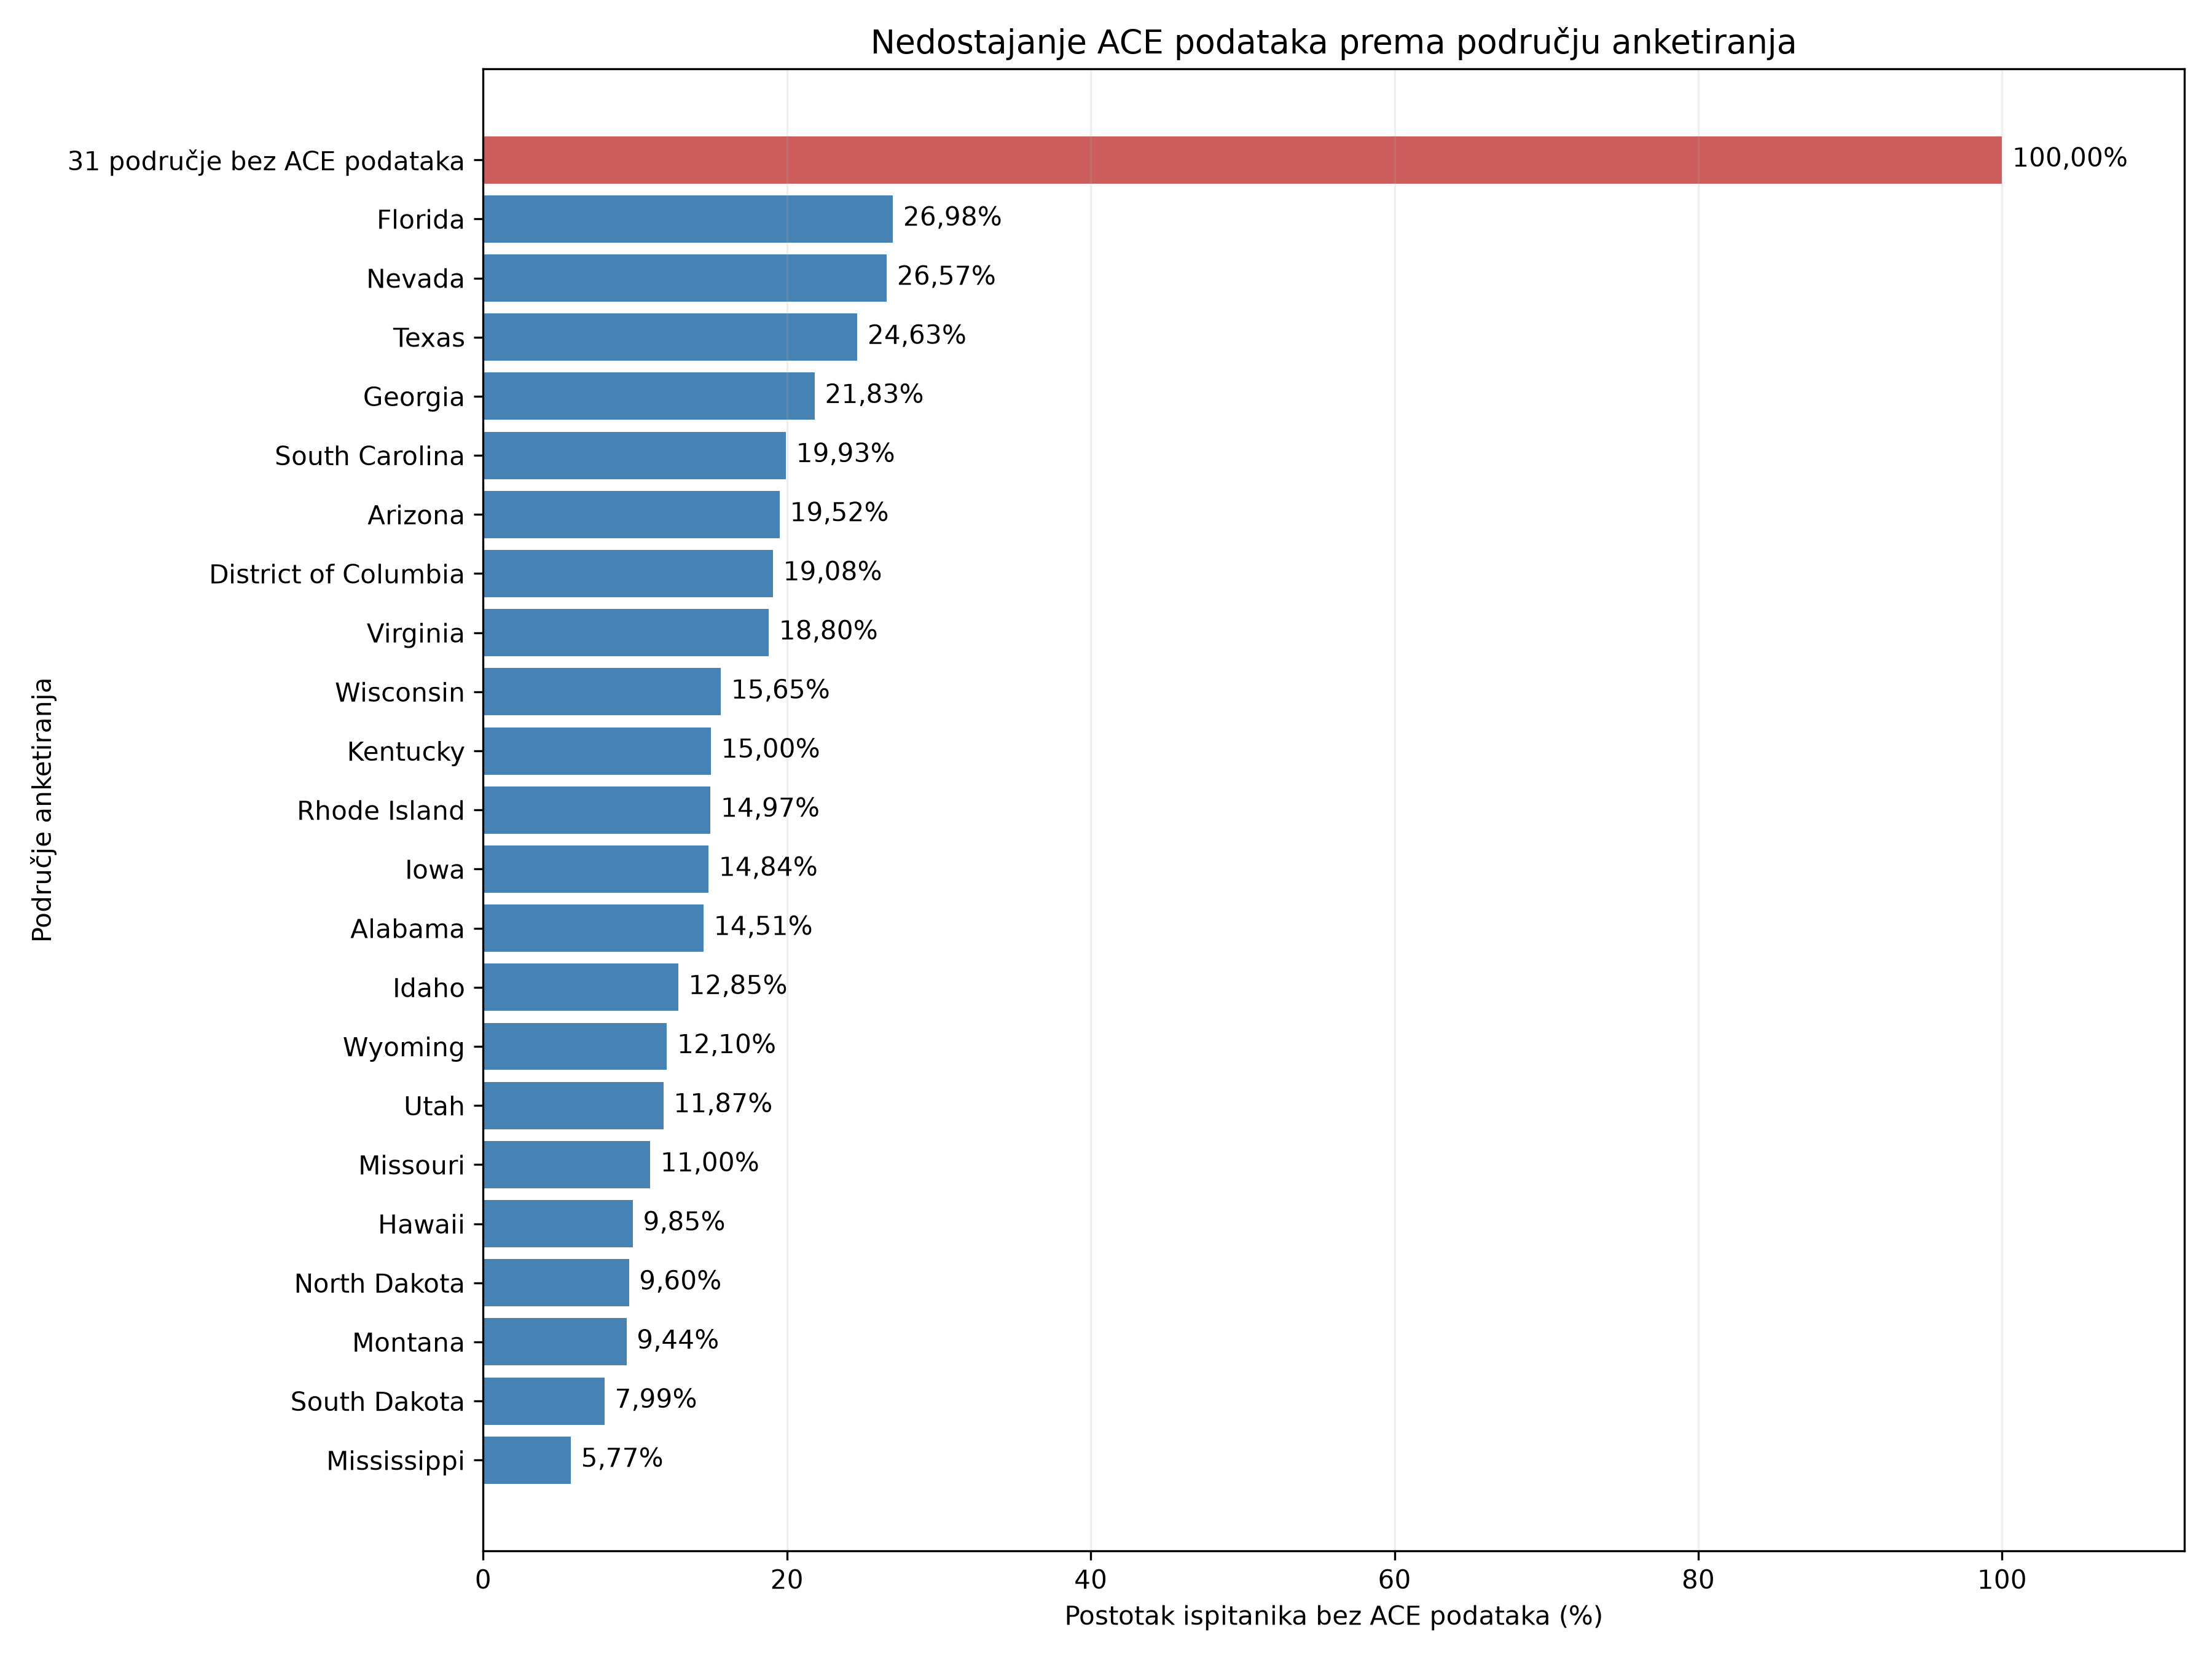 Nedostajanje ACE podataka prema području anketiranja
31 područje bez ACE podataka 100,00%
Florida 26,98%
Nevada 26,57%
Texas 24,63%
Georgia 21,83%
South Carolina 19,93%
Arizona 19,52%
District of Columbia 19,08%
Virginia 18,80%
Wisconsin 15,65%
Kentucky 15,00%
Rhode Island 14,97%
Iowa 14,84%
Alabama 14,51%
Idaho 12,85%
Wyoming 12,10%
Utah 11,87%
Missouri 11,00%
Hawaii 9,85%
North Dakota 9,60%
Montana 9,44%
South Dakota 7,99%
Mississippi 5,77%
Područje anketiranja
0 20 40 60 80 100
Postotak ispitanika bez ACE podataka (%)